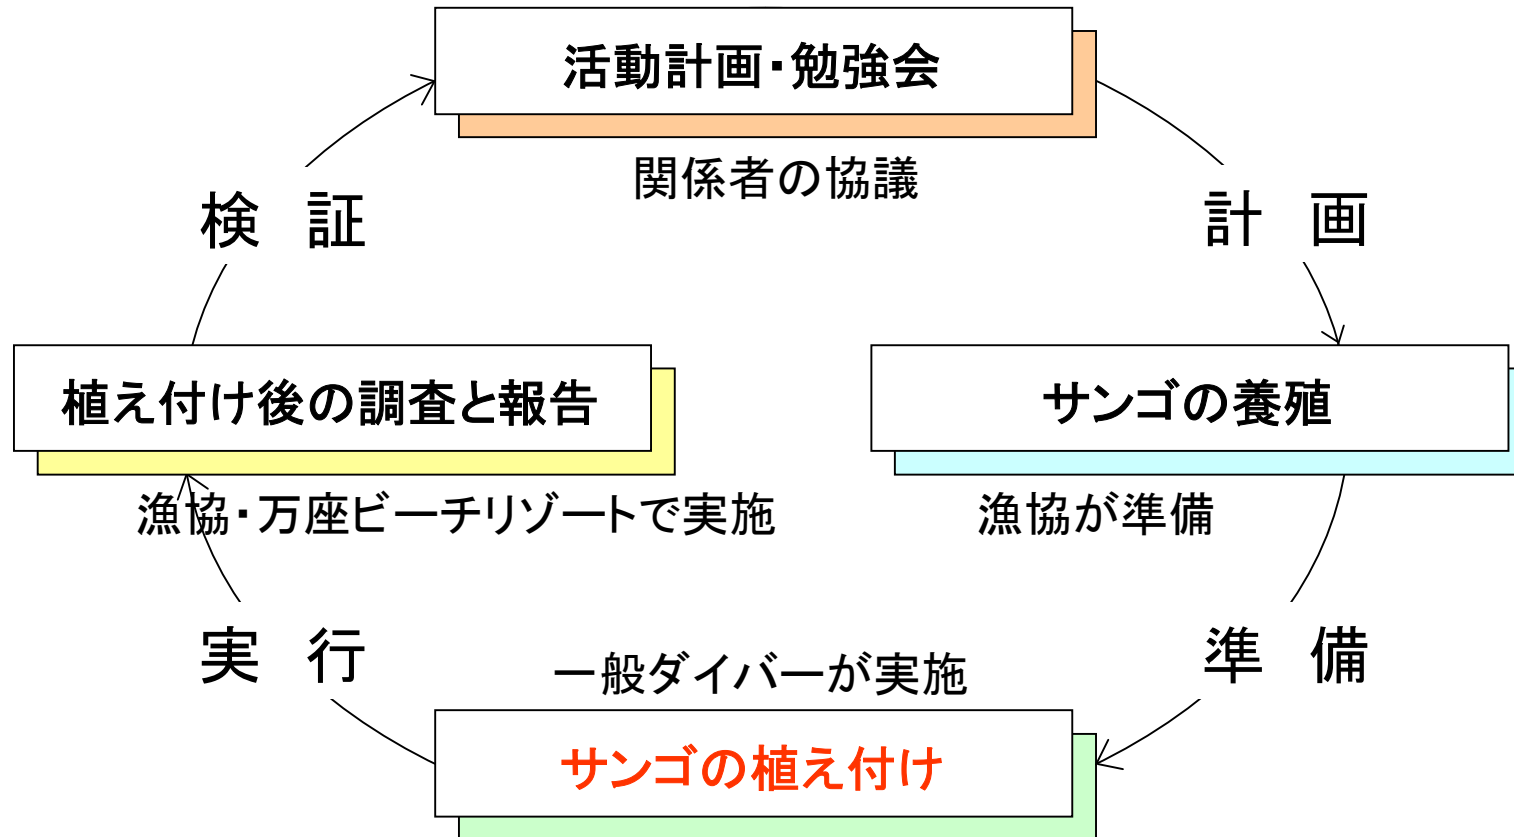 活動計画・勉強会
関係者の協議
検 証
計 画
植え付け後の調査と報告
サンゴの養殖
漁協・万座ビーチリゾートで実施
漁協が準備
実 行
準 備
一般ダイバーが実施
サンゴの植え付け